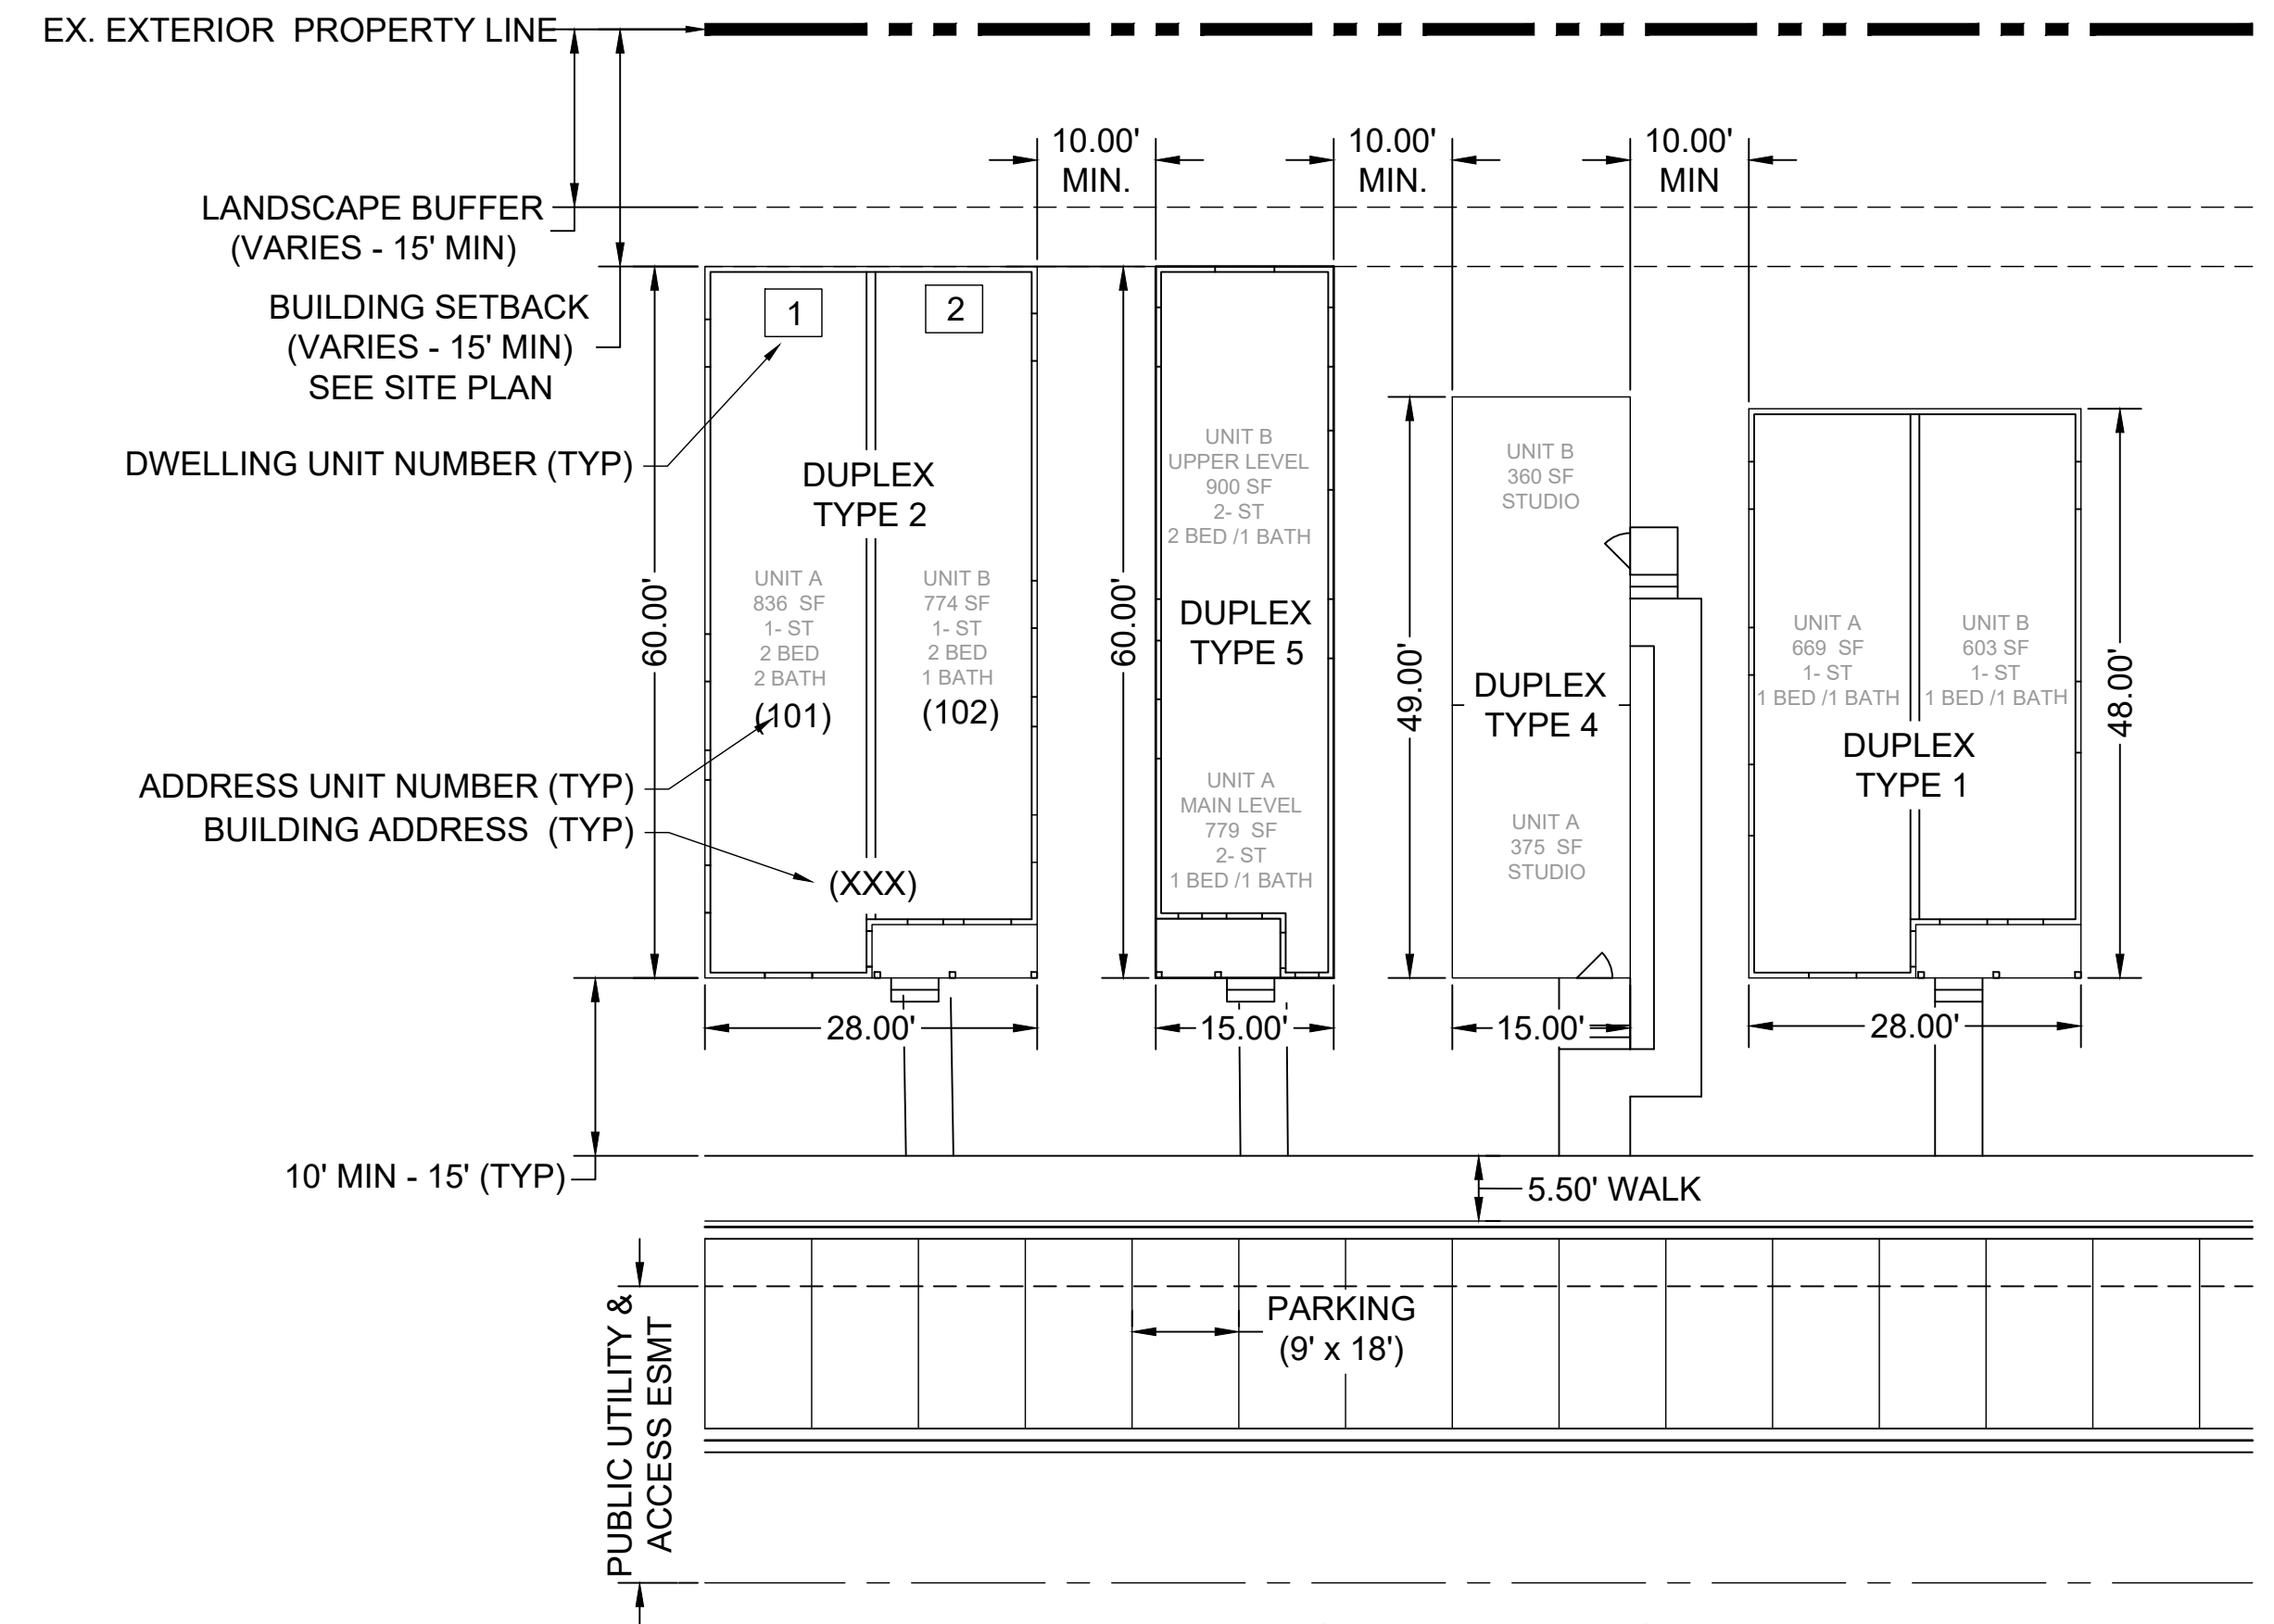 EX. EXTERIOR PROPERTY LINE
10.00'
MIN.
10.00'
MIN.
10.00'
MIN
LANDSCAPE BUFFER
(VARIES - 15' MIN)
BUILDING SETBACK
(VARIES - 15' MIN)
SEE SITE PLAN
DWELLING UNIT NUMBER (TYP)
ADDRESS UNIT NUMBER (TYP)
BUILDING ADDRESS (TYP)
60.00'
1
2
DUPLEX
TYPE 2
UNIT A
836 SF
1- ST
2 BED
2 BATH
(101)
UNIT B
774 SF
1- ST
2 BED
1 BATH
(102)
(XXX)
28.00'
60.00'
UNIT B
UPPER LEVEL
900 SF
2- ST
2 BED /1 BATH
DUPLEX
TYPE 5
UNIT A
MAIN LEVEL
779 SF
2- ST
1 BED /1 BATH
15.00'
49.00'
UNIT B
360 SF
STUDIO
DUPLEX
TYPE 4
UNIT A
375 SF
STUDIO
15.00'
UNIT A
669 SF
1- ST
1 BED /1 BATH
UNIT B
603 SF
1- ST
1 BED /1 BATH
DUPLEX
TYPE 1
48.00'
28.00'
10' MIN - 15' (TYP)
5.50' WALK
PUBLIC UTILITY &
ACCESS ESMT
PARKING
(9' x 18')